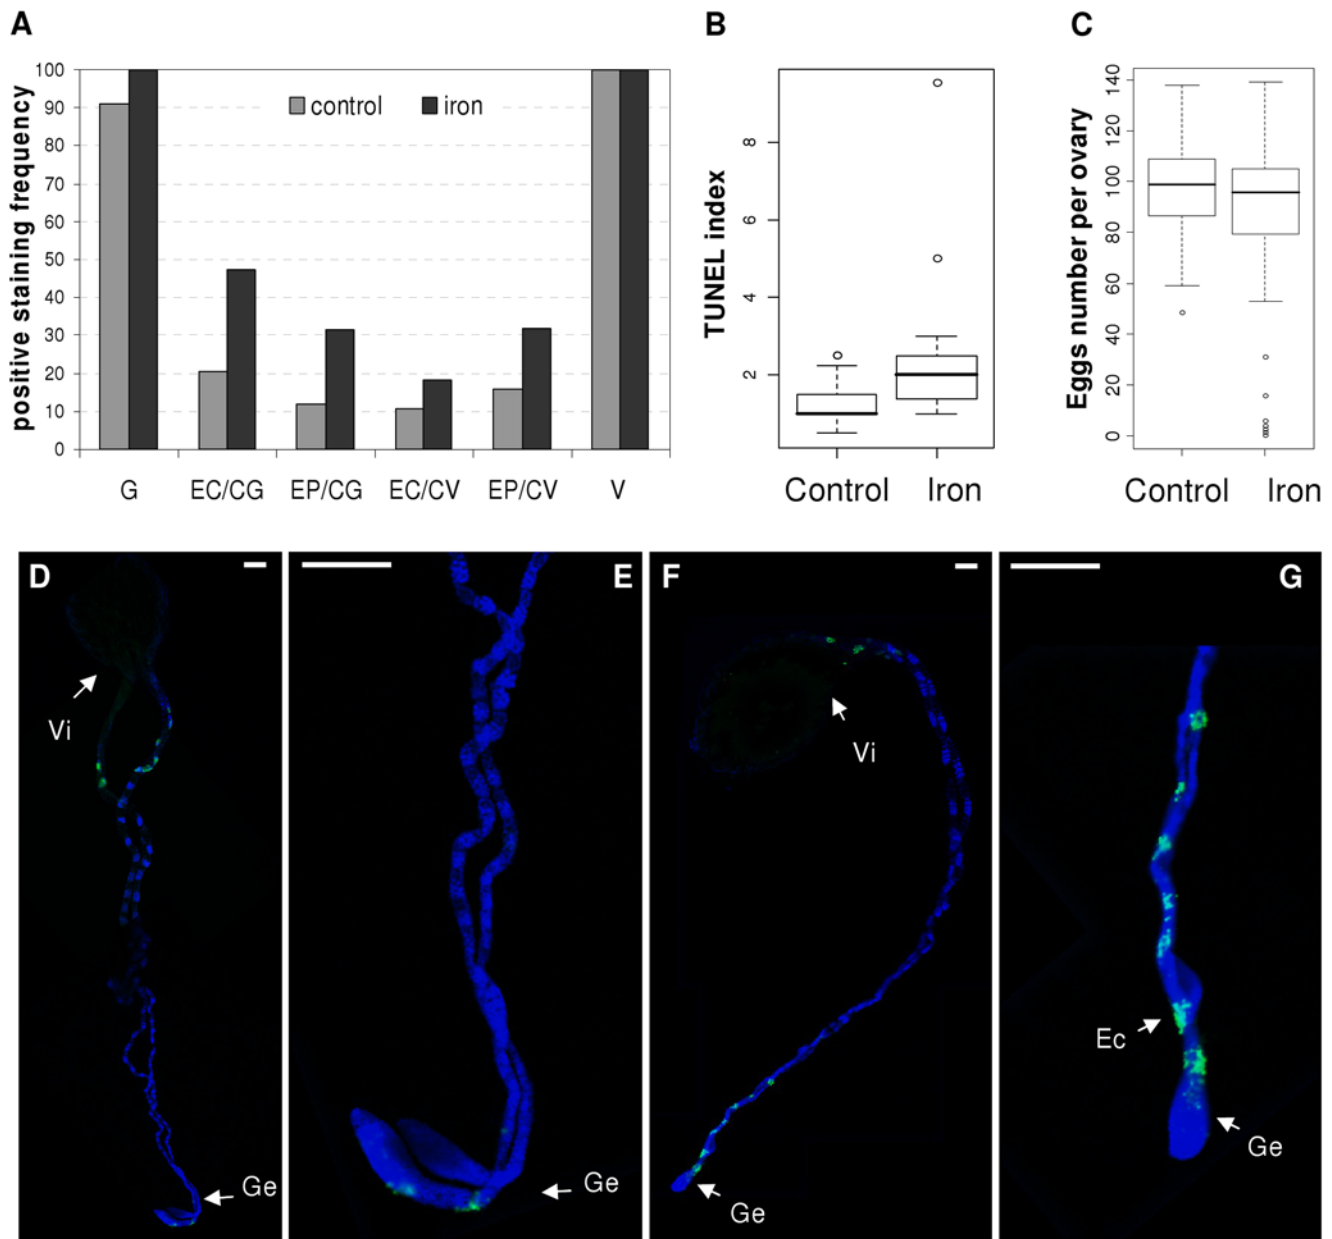 A
positive staining frequency
100
90
80
70
60
50
40
30
20
10
0
control
iron
G
EC/CG
EP/CG
EC/CV
EP/CV
V
B
TUNEL index
8
6
4
2
Control
Iron
C
Eggs number per ovary
140
120
100
80
60
40
20
0
Control
Iron
D
Vi
Ge
E
Ge
F
Vi
Ge
G
Ec
Ge